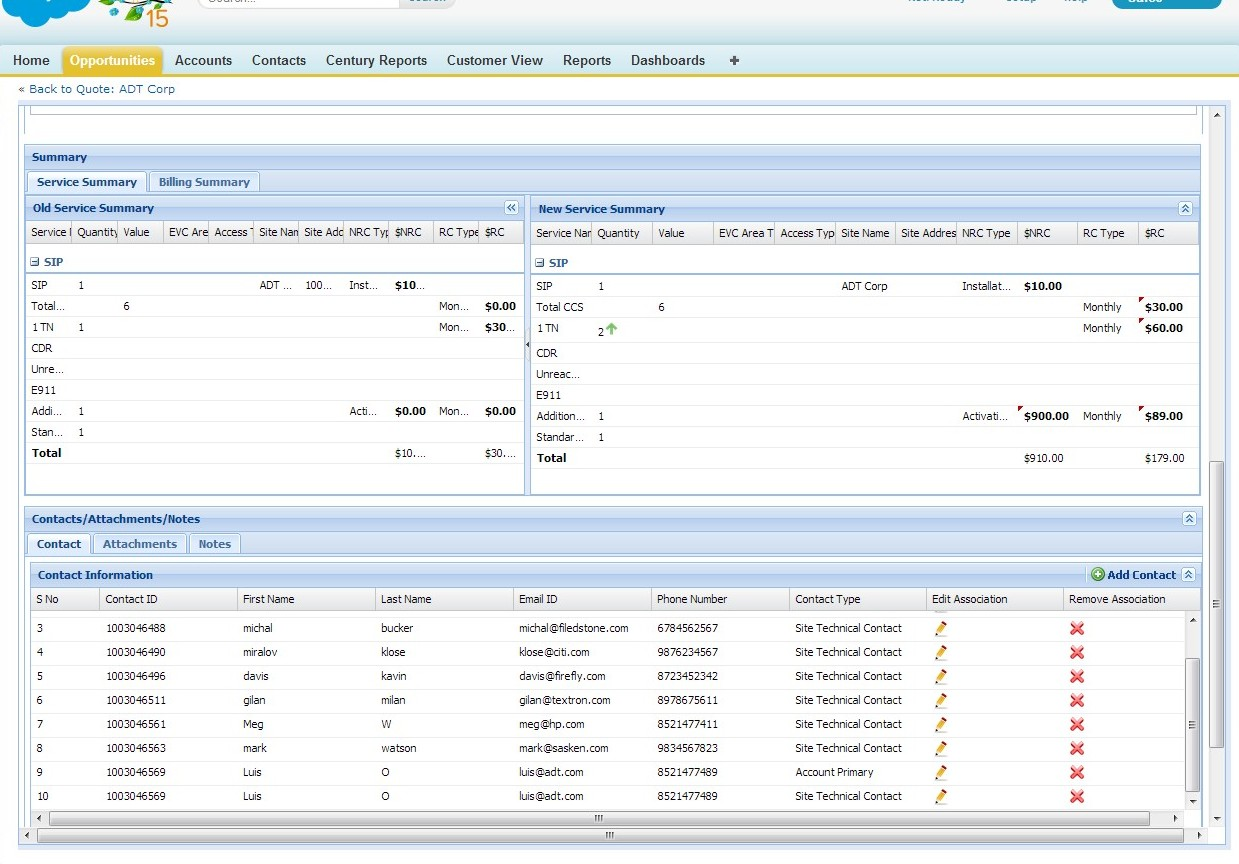 15
Home Opportunities Accounts Contacts Century Reports Customer View Reports Dashboards +
« Back to Quote: ADT Corp
Summary
Service Summary Billing Summary
Old Service Summary
Service Quantity Value EVC Are Access Site Nan Site Adc NRC Typ $NRC RC Type $RC
SIP
SIP 1 ADT ... 100... Inst... $10...
Total... 6 Mon... $0.00
1 TN 1 Mon... $30...
CDR
Unre...
E911
Addi... 1 Acti... $0.00 Mon... $0.00
Stan... 1
Total $10.... $30....
New Service Summary
Service Nar Quantity Value EVC Area T Access Typ Site Name Site Addres NRC Type $NRC RC Type $RC
SIP
SIP 1 ADT Corp Installat... $10.00
Total CCS 6 Monthly $30.00
1 TN 2 Monthly $60.00
CDR
Unreac...
E911
Addition... 1 Activati... $900.00 Monthly $89.00
Standar... 1
Total $910.00 $179.00
Contacts/Attachments/Notes
Contact Attachments Notes
Contact Information Add Contact
S No Contact ID First Name Last Name Email ID Phone Number Contact Type Edit Association Remove Association
3 1003046488 michal bucker michal@filedstone.com 6784562567 Site Technical Contact
4 1003046490 miralov klose klose@citi.com 9876234567 Site Technical Contact
5 1003046496 davis kavin davis@firefly.com 8723452342 Site Technical Contact
6 1003046511 gilan milan gilan@textron.com 8978675611 Site Technical Contact
7 1003046561 Meg W meg@hp.com 8521477411 Site Technical Contact
8 1003046563 mark watson mark@sasken.com 9834567823 Site Technical Contact
9 1003046569 Luis O luis@adt.com 8521477489 Account Primary
10 1003046569 Luis O luis@adt.com 8521477489 Site Technical Contact